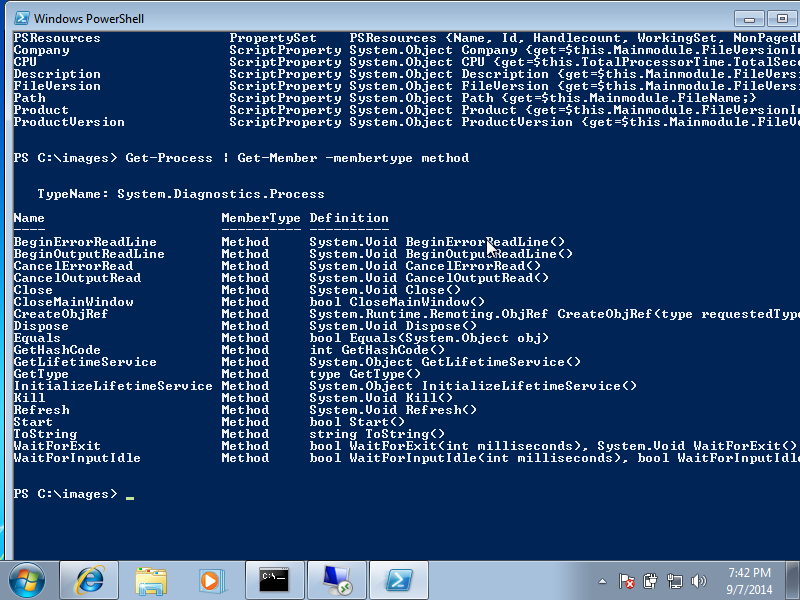 Windows PowerShell
PSResources PropertySet PSResources {Name, Id, Handlecount, WorkingSet, NonPaged
Company ScriptProperty System.Object Company {get=$this.Mainmodule.FileVersionIn
CPU ScriptProperty System.Object CPU {get=$this.TotalProcessorTime.TotalSeco
Description ScriptProperty System.Object Description {get=$this.Mainmodule.FileVersi
FileVersion ScriptProperty System.Object FileVersion {get=$this.Mainmodule.FileVersi
Path ScriptProperty System.Object Path {get=$this.Mainmodule.FileName;}
Product ScriptProperty System.Object Product {get=$this.Mainmodule.FileVersionIn
ProductVersion ScriptProperty System.Object ProductVersion {get=$this.Mainmodule.FileVe
PS C:\images> Get-Process | Get-Member -membertype method
TypeName: System.Diagnostics.Process
Name MemberType Definition
---- ---------- ----------
BeginErrorReadLine Method System.Void BeginErrorReadLine()
BeginOutputReadLine Method System.Void BeginOutputReadLine()
CancelErrorRead Method System.Void CancelErrorRead()
CancelOutputRead Method System.Void CancelOutputRead()
Close Method System.Void Close()
CloseMainWindow Method bool CloseMainWindow()
CreateObjRef Method System.Runtime.Remoting.ObjRef CreateObjRef(type requestedType
Dispose Method System.Void Dispose()
Equals Method bool Equals(System.Object obj)
GetHashCode Method int GetHashCode()
GetLifetimeService Method System.Object GetLifetimeService()
GetType Method type GetType()
InitializeLifetimeService Method System.Object InitializeLifetimeService()
Kill Method System.Void Kill()
Refresh Method System.Void Refresh()
Start Method bool Start()
ToString Method string ToString()
WaitForExit Method bool WaitForExit(int milliseconds), System.Void WaitForExit()
WaitForInputIdle Method bool WaitForInputIdle(int milliseconds), bool WaitForInputIdle
PS C:\images> _
C:\_
7:42 PM
9/7/2014